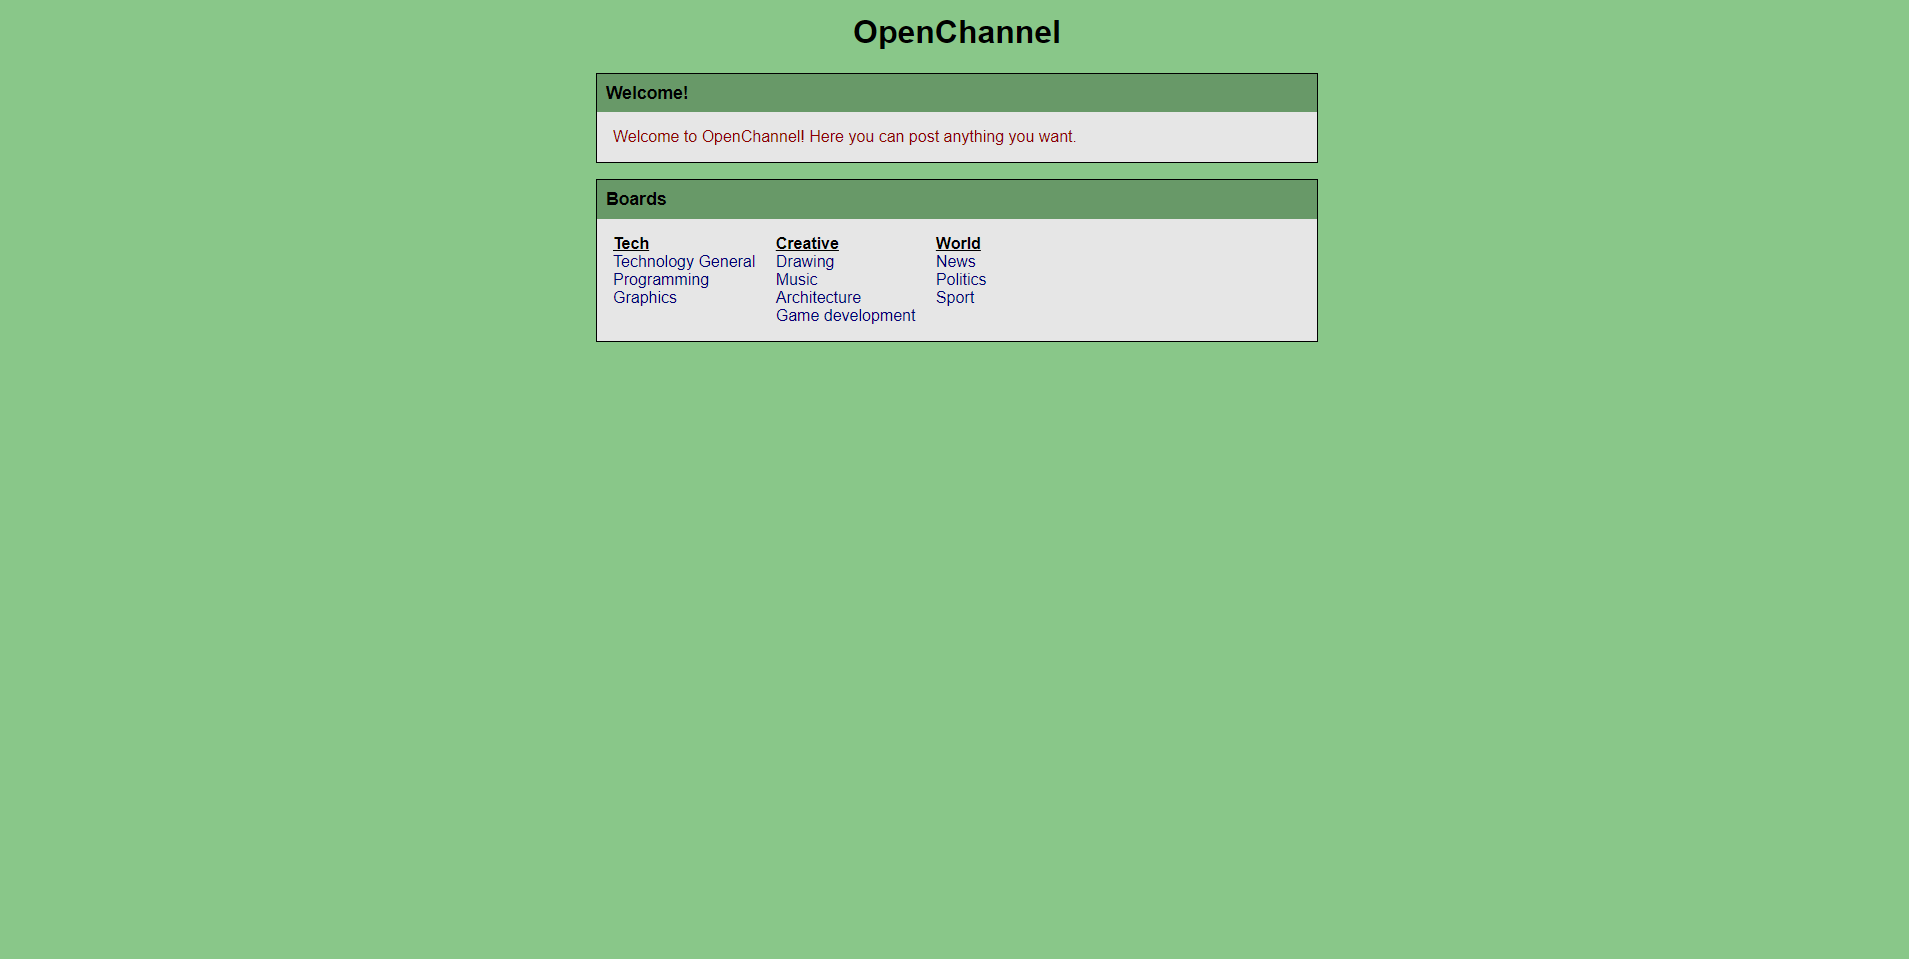 OpenChannel
Welcome!
Welcome to OpenChannel! Here you can post anything you want.
Boards
Tech
Technology General
Programming
Graphics
Creative
Drawing
Music
Architecture
Game development
World
News
Politics
Sport